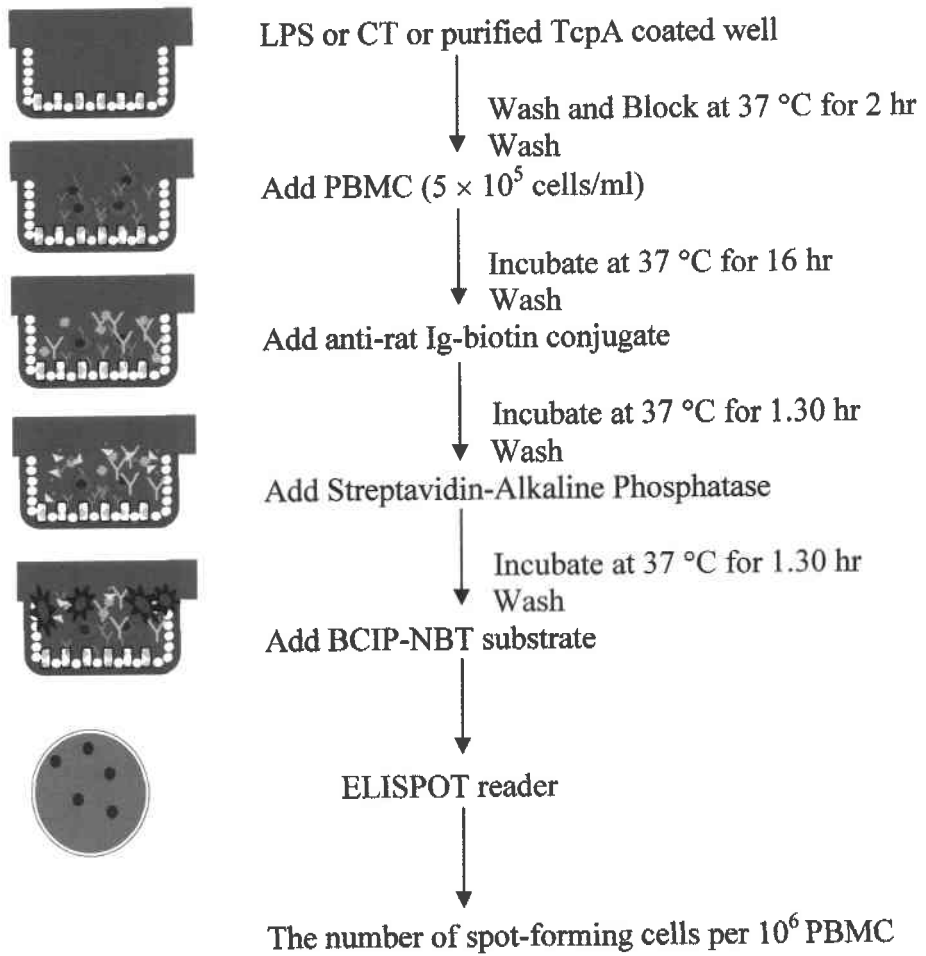 LPS or CT or purified TcpA coated well
Wash and Block at 37 °C for 2 hr
Wash
Add PBMC (5 × 10⁵ cells/ml)
Incubate at 37 °C for 16 hr
Wash
Add anti-rat Ig-biotin conjugate
Incubate at 37 °C for 1.30 hr
Wash
Add Streptavidin-Alkaline Phosphatase
Incubate at 37 °C for 1.30 hr
Wash
Add BCIP-NBT substrate
ELISPOT reader
The number of spot-forming cells per 10⁶ PBMC